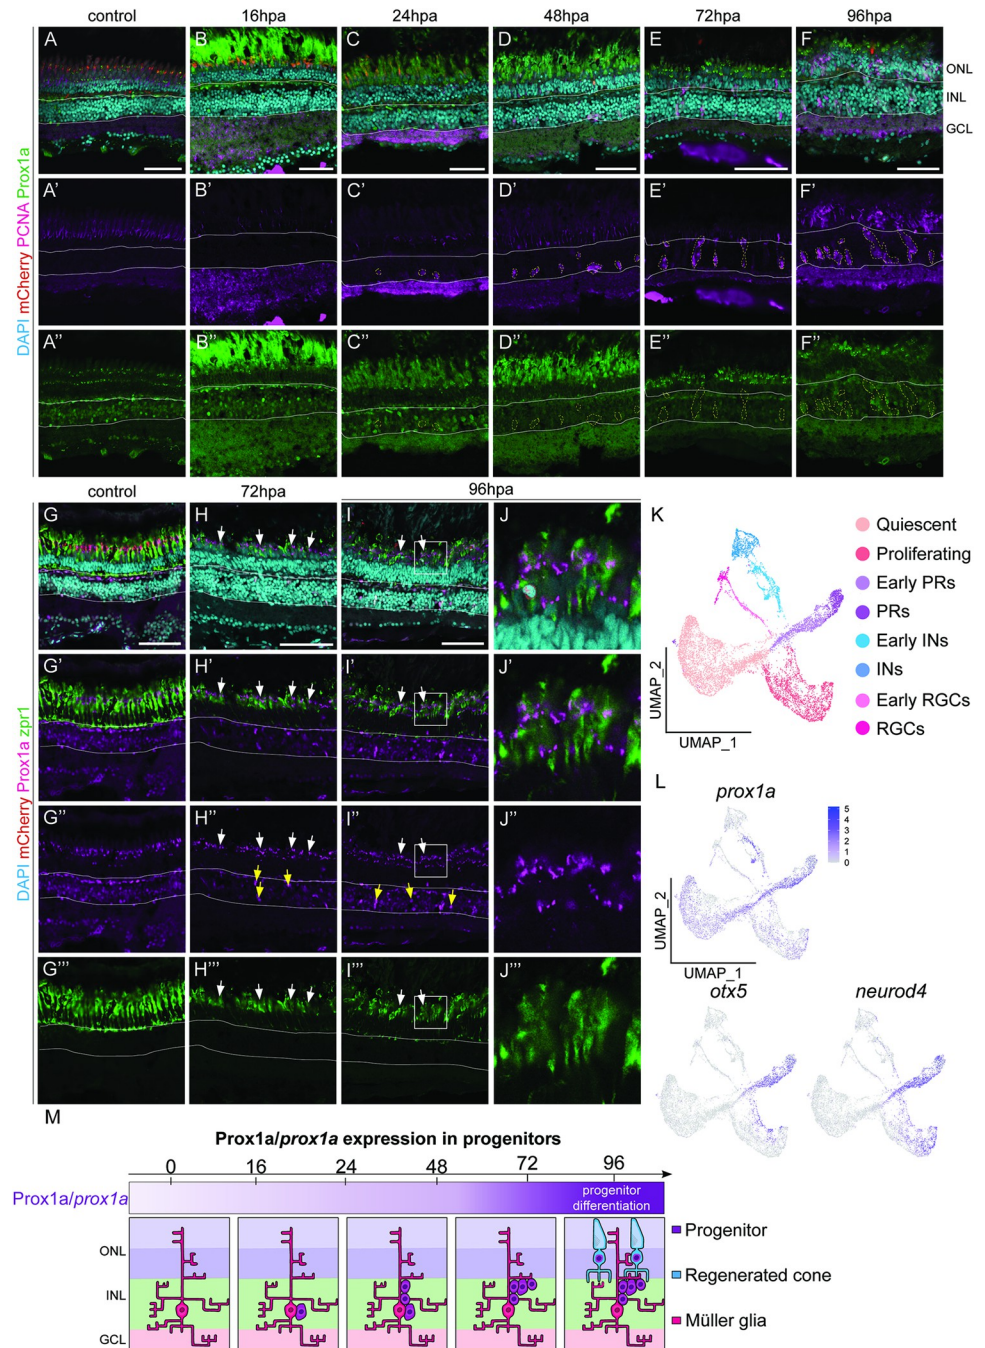 control 16hpa 24hpa 48hpa 72hpa 96hpa
A B C D E F
ONL
INL
GCL
A' B' C' D' E' F'
A'' B'' C'' D'' E'' F''
DAPI mCherry PCNA Prox1a
control 72hpa 96hpa
G H I J
G' H' I' J'
G'' H'' I'' J''
G''' H''' I''' J'''
DAPI mCherry Prox1a zpr1
K
Quiescent
Proliferating
Early PRs
PRs
Early INs
INs
Early RGCs
RGCs
UMAP_2
UMAP_1
L
prox1a
5
4
3
2
1
0
UMAP_2
UMAP_1
otx5 neurod4
M
Prox1a/prox1a expression in progenitors
0 16 24 48 72 96
Prox1a/prox1a
progenitor
differentiation
ONL
INL
GCL
Progenitor
Regenerated cone
Müller glia